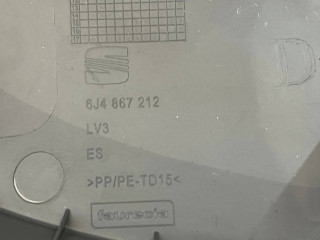 6J4 867 212
LV3
ES
>PP/PE-TD15<
faurecia